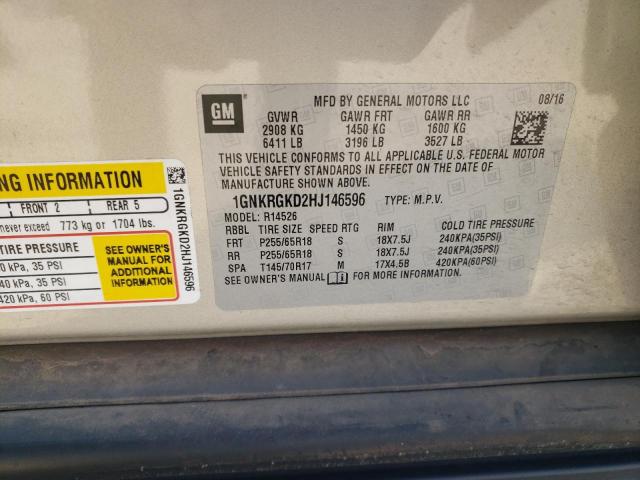 GM
MFD BY GENERAL MOTORS LLC 08/16
GVWR GAWR FRT GAWR RR
2908 KG 1450 KG 1600 KG
6411 LB 3196 LB 3527 LB
THIS VEHICLE CONFORMS TO ALL APPLICABLE U.S. FEDERAL MOTOR
VEHICLE SAFETY STANDARDS IN EFFECT ON THE DATE OF
MANUFACTURE SHOWN ABOVE.
1GNKRGKD2HJ146596 TYPE: M.P.V.
MODEL: R14526
RBBL TIRE SIZE SPEED RTG RIM COLD TIRE PRESSURE
FRT P255/65R18 S 18X7.5J 240KPA(35PSI)
RR P255/65R18 S 18X7.5J 240KPA(35PSI)
SPA T145/70R17 M 17X4.5B 420KPA(60PSI)
SEE OWNER'S MANUAL FOR MORE INFORMATION
NG INFORMATION
FRONT 2 REAR 5
never exceed 773 kg or 1704 lbs.
TIRE PRESSURE
0 kPa, 35 PSI
40 kPa, 35 PSI
420 kPa, 60 PSI
SEE OWNER'S
MANUAL FOR
ADDITIONAL
INFORMATION
1GNKRGKD2HJ146596